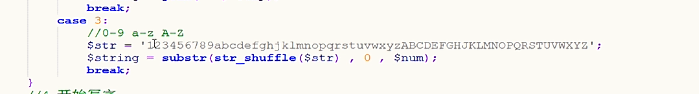 break;
case 3:
//0-9 a-z A-Z
$str = '123456789abcdefghjklmnopqrstuvwxyzABCDEFGHJKLMNOPQRSTUVWXYZ';
$string = substr(str_shuffle($str) , 0 , $num);
break;
}